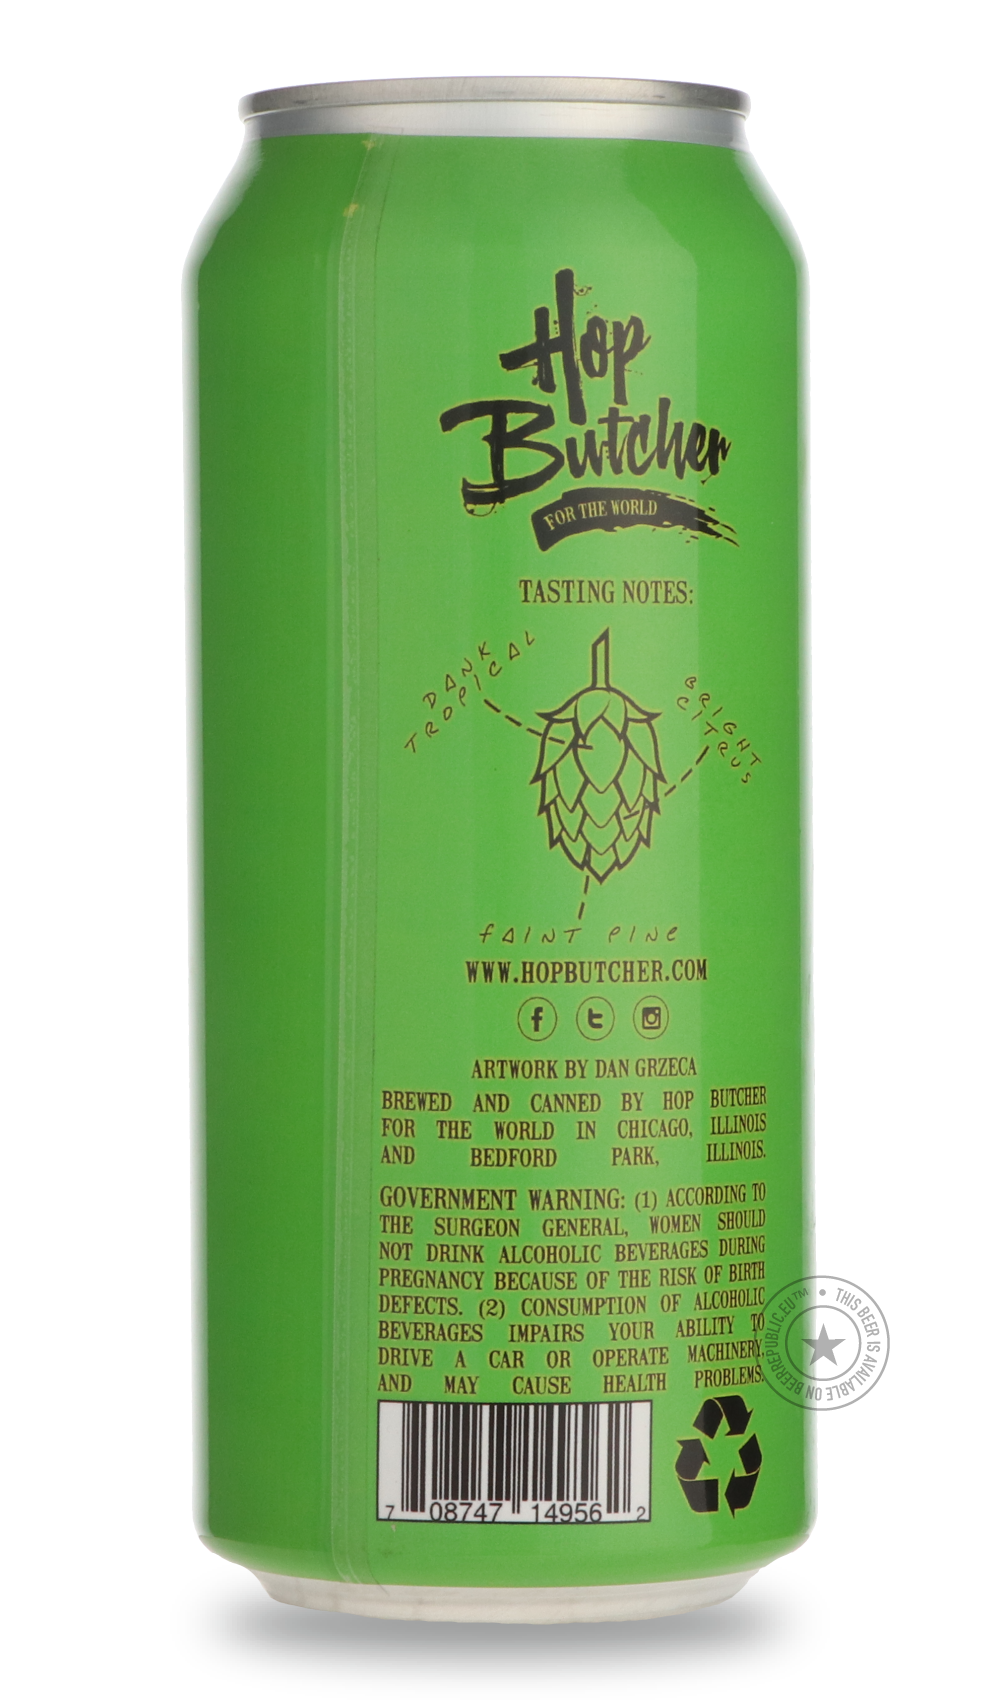 Hop
Butcher
FOR THE WORLD
TASTING NOTES:
DANK
TROPICAL
BRIGHT
CITRUS
FAINT PINE
WWW.HOPBUTCHER.COM
ARTWORK BY DAN GRZECA
BREWED AND CANNED BY HOP BUTCHER
FOR THE WORLD IN CHICAGO, ILLINOIS
AND BEDFORD PARK, ILLINOIS.
GOVERNMENT WARNING: (1) ACCORDING TO
THE SURGEON GENERAL, WOMEN SHOULD
NOT DRINK ALCOHOLIC BEVERAGES DURING
PREGNANCY BECAUSE OF THE RISK OF BIRTH
DEFECTS. (2) CONSUMPTION OF ALCOHOLIC
BEVERAGES IMPAIRS YOUR ABILITY TO
DRIVE A CAR OR OPERATE MACHINERY,
AND MAY CAUSE HEALTH PROBLEMS.
7 08747 14956 2
THIS BEER IS AVAILABLE ON BEERREPUBLIC.EU™ •